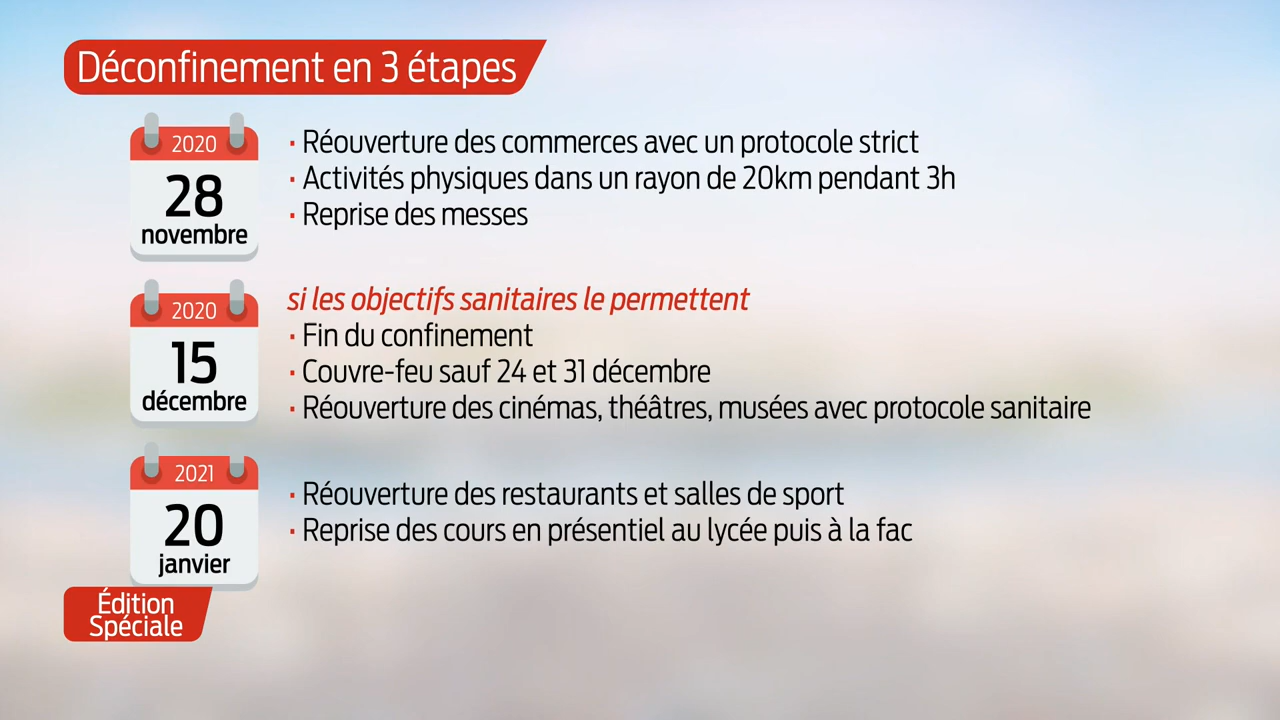 Déconfinement en 3 étapes
2020
28
novembre
· Réouverture des commerces avec un protocole strict
· Activités physiques dans un rayon de 20km pendant 3h
· Reprise des messes
2020
15
décembre
si les objectifs sanitaires le permettent
· Fin du confinement
· Couvre-feu sauf 24 et 31 décembre
· Réouverture des cinémas, théâtres, musées avec protocole sanitaire
2021
20
janvier
· Réouverture des restaurants et salles de sport
· Reprise des cours en présentiel au lycée puis à la fac
Édition
Spéciale